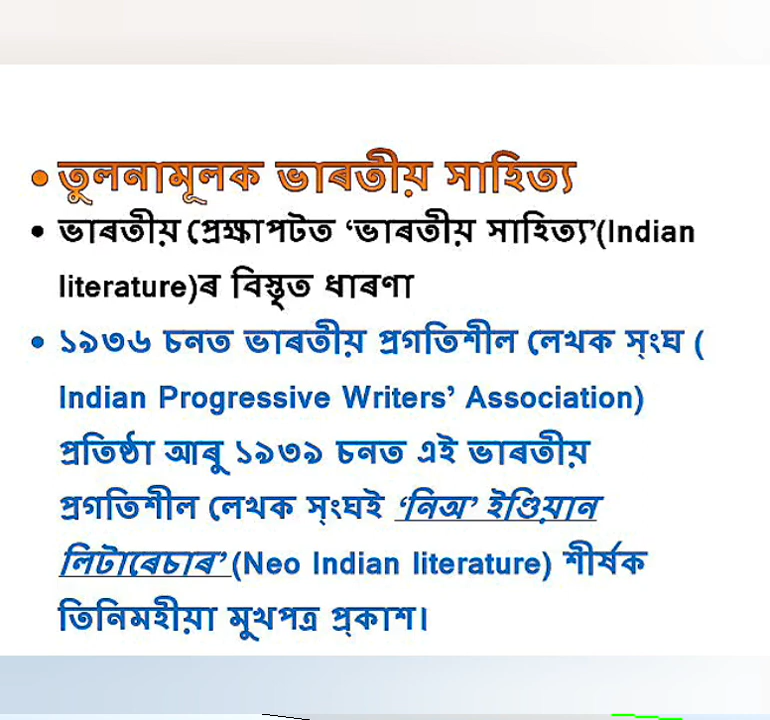 • তুলনামূলক ভাৰতীয় সাহিত্য
• ভাৰতীয় প্ৰেক্ষাপটত ‘ভাৰতীয় সাহিত্য’(Indian
literature)ৰ বিস্তৃত ধাৰণা
• ১৯৩৬ চনত ভাৰতীয় প্ৰগতিশীল লেখক স্ংঘ (
Indian Progressive Writers’ Association)
প্ৰতিষ্ঠা আৰু ১৯৩৯ চনত এই ভাৰতীয়
প্ৰগতিশীল লেখক স্ংঘই ‘নিঅ’ ইণ্ডিয়ান
লিটাৰেচাৰ’ (Neo Indian literature) শীৰ্ষক
তিনিমহীয়া মুখপত্ৰ প্ৰকাশ।